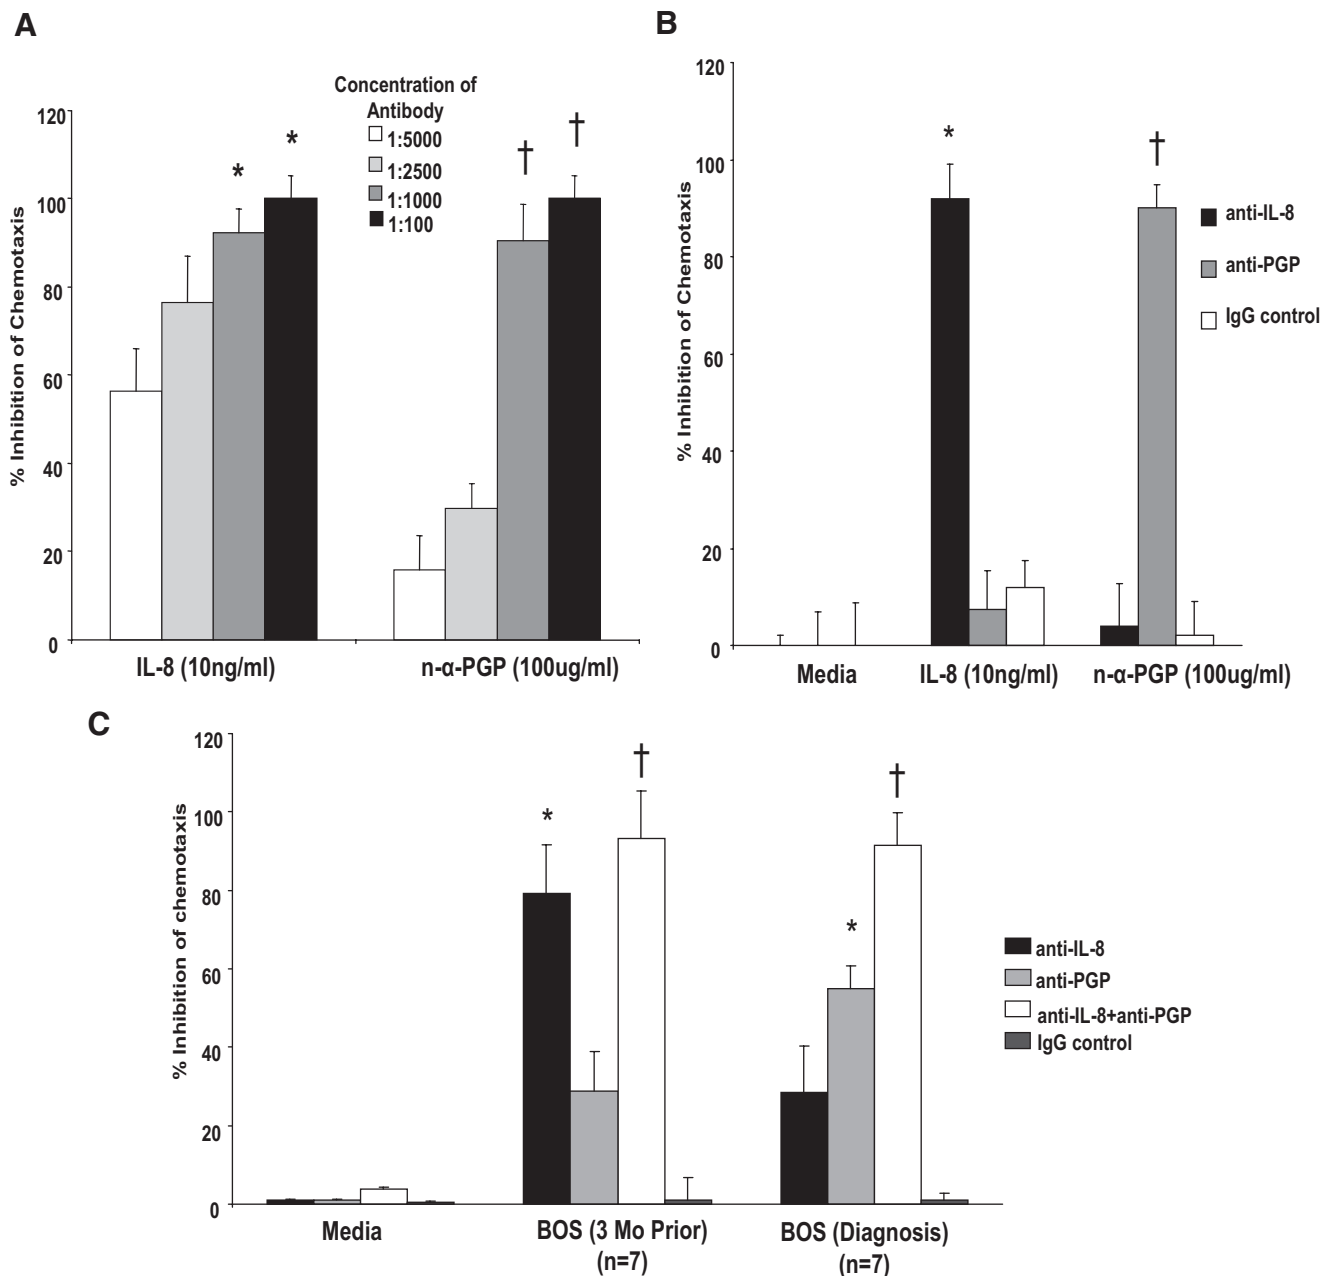 A
Concentration of
Antibody
1:5000
1:2500
1:1000
1:100
120
100
80
60
40
20
0
% Inhibition of Chemotaxis
*
*
†
†
IL-8 (10ng/ml)
n-α-PGP (100ug/ml)
B
120
100
80
60
40
20
0
% Inhibition of Chemotaxis
*
†
anti-IL-8
anti-PGP
IgG control
Media
IL-8 (10ng/ml)
n-α-PGP (100ug/ml)
C
120
100
80
60
40
20
0
% Inhibition of chemotaxis
*
†
*
†
anti-IL-8
anti-PGP
anti-IL-8+anti-PGP
IgG control
Media
BOS (3 Mo Prior)
(n=7)
BOS (Diagnosis)
(n=7)